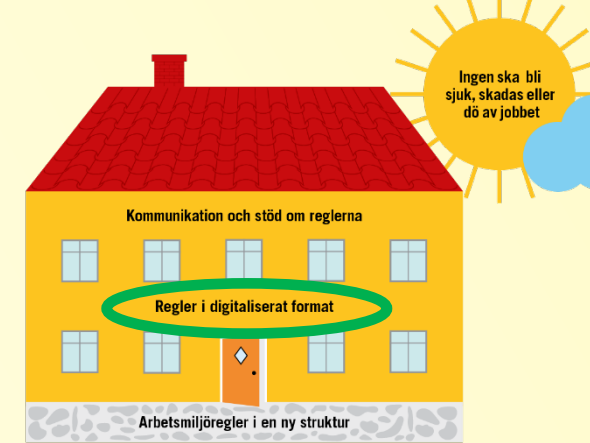 Ingen ska bli
sjuk, skadas eller
dö av jobbet
Kommunikation och stöd om reglerna
Regler i digitaliserat format
Arbetsmiljöregler i en ny struktur